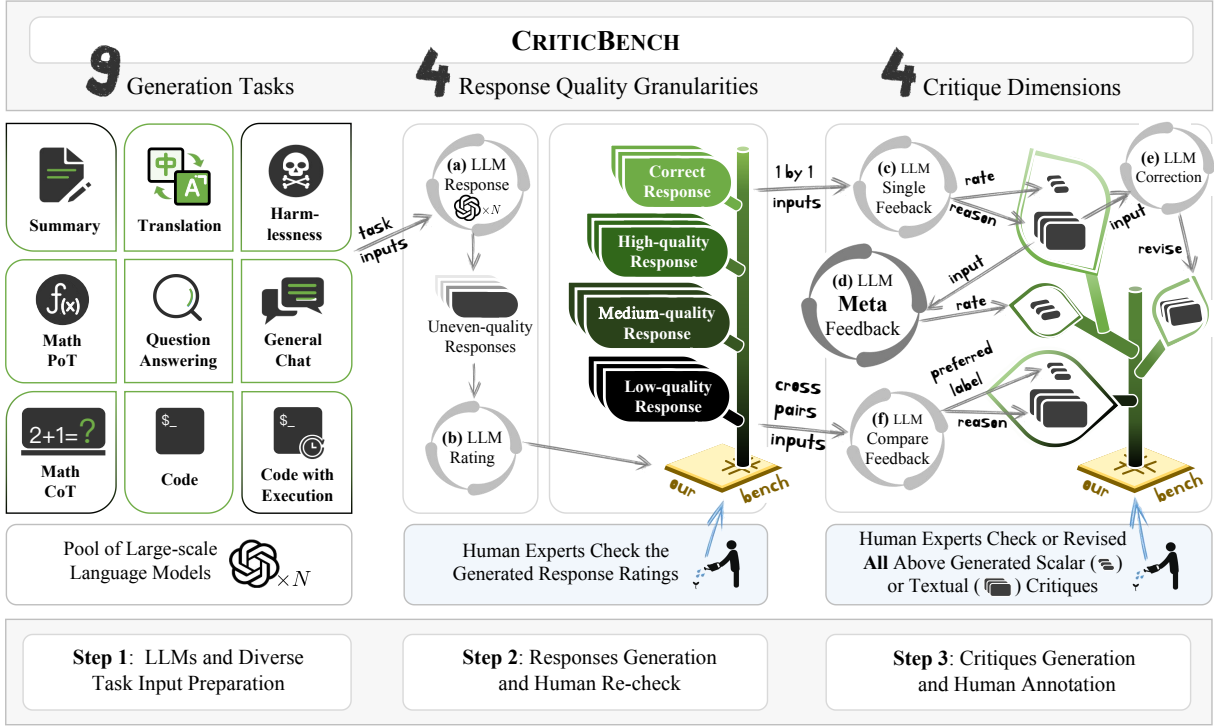 CRITICBENCH
9 Generation Tasks
4 Response Quality Granularities
4 Critique Dimensions
Summary
中
A
Translation
Harm-
lessness
f(x)
Math
PoT
Question
Answering
General
Chat
2+1=?
Math
CoT
$_
Code
$_
Code with
Execution
Pool of Large-scale
Language Models
×N
task
inputs
(a) LLM
Response
×N
Uneven-quality
Responses
(b) LLM
Rating
Correct
Response
High-quality
Response
Medium-quality
Response
Low-quality
Response
our bench
Human Experts Check the
Generated Response Ratings
1 by 1
inputs
cross
pairs
inputs
(c) LLM
Single
Feeback
rate
reason
input
(e) LLM
Correction
revise
input
(d) LLM
Meta
Feedback
rate
(f) LLM
Compare
Feedback
preferred
label
reason
our bench
Human Experts Check or Revised
All Above Generated Scalar ( )
or Textual ( ) Critiques
Step 1: LLMs and Diverse
Task Input Preparation
Step 2: Responses Generation
and Human Re-check
Step 3: Critiques Generation
and Human Annotation